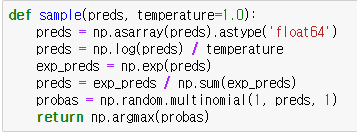 def sample(preds, temperature=1.0):
    preds = np.asarray(preds).astype('float64')
    preds = np.log(preds) / temperature
    exp_preds = np.exp(preds)
    preds = exp_preds / np.sum(exp_preds)
    probas = np.random.multinomial(1, preds, 1)
    return np.argmax(probas)